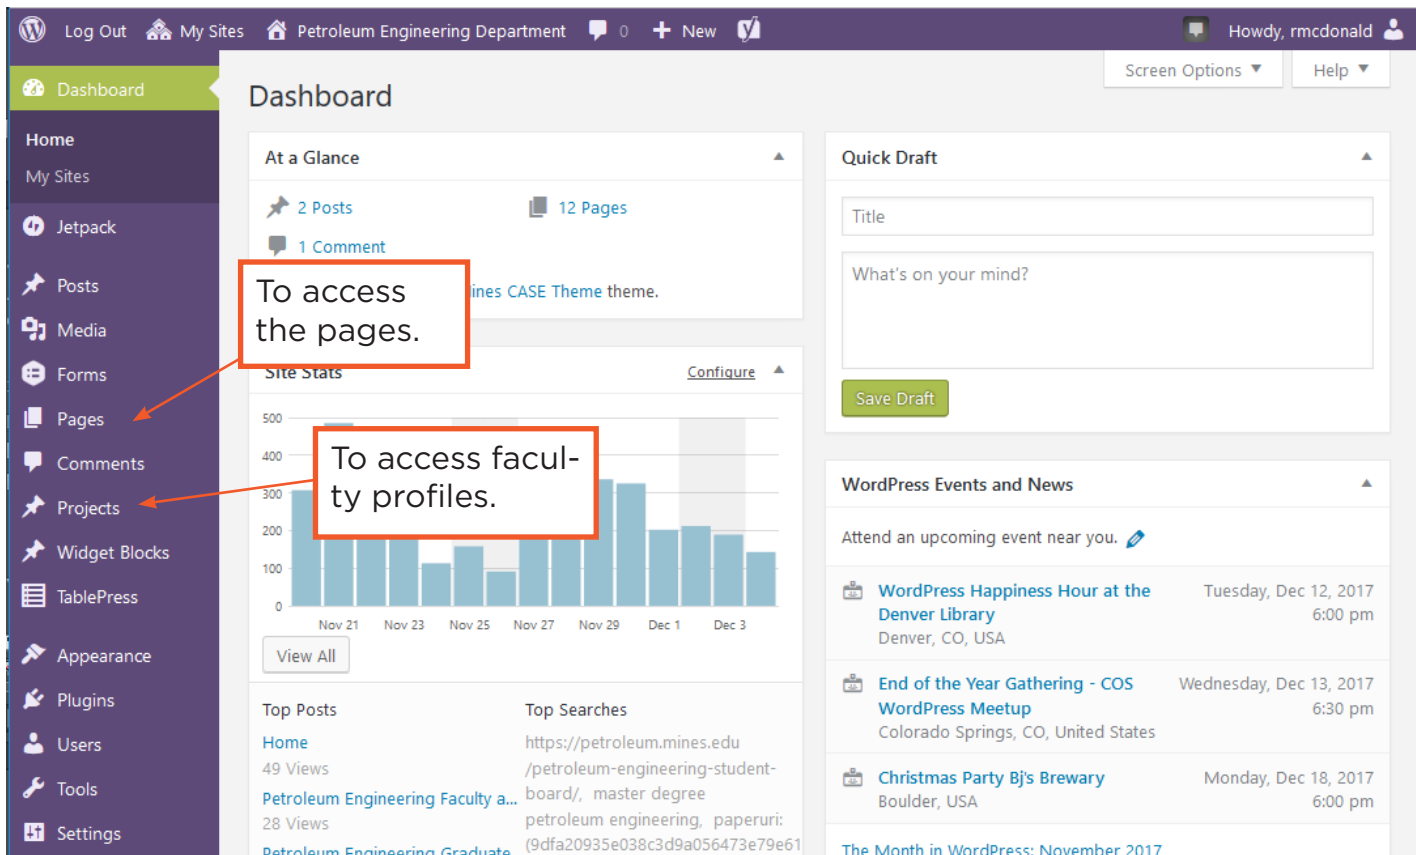 Log Out My Sites Petroleum Engineering Department 0 New Howdy, rmcdonald
Screen Options Help
Dashboard
Home
My Sites
Jetpack
Posts
Media
Forms
Pages
Comments
Projects
Widget Blocks
TablePress
Appearance
Plugins
Users
Tools
Settings
Dashboard
At a Glance
2 Posts 12 Pages
1 Comment
CASE Theme theme.
To access
the pages.
Site Stats Configure
500
400
300
200
100
0
Nov 21 Nov 23 Nov 25 Nov 27 Nov 29 Dec 1 Dec 3
To access facul-
ty profiles.
View All
Top Posts
Home
49 Views
Petroleum Engineering Faculty a...
28 Views
Petroleum Engineering Graduate
Top Searches
https://petroleum.mines.edu
/petroleum-engineering-student-
board/, master degree
petroleum engineering, paperuri:
(9dfa20935e038c3d9a056473e79e61
Quick Draft
Title
What's on your mind?
Save Draft
WordPress Events and News
Attend an upcoming event near you.
WordPress Happiness Hour at the Tuesday, Dec 12, 2017
Denver Library 6:00 pm
Denver, CO, USA
End of the Year Gathering - COS Wednesday, Dec 13, 2017
WordPress Meetup 6:30 pm
Colorado Springs, CO, United States
Christmas Party Bj's Brewary Monday, Dec 18, 2017
Boulder, USA 6:00 pm
The Month in WordPress: November 2017